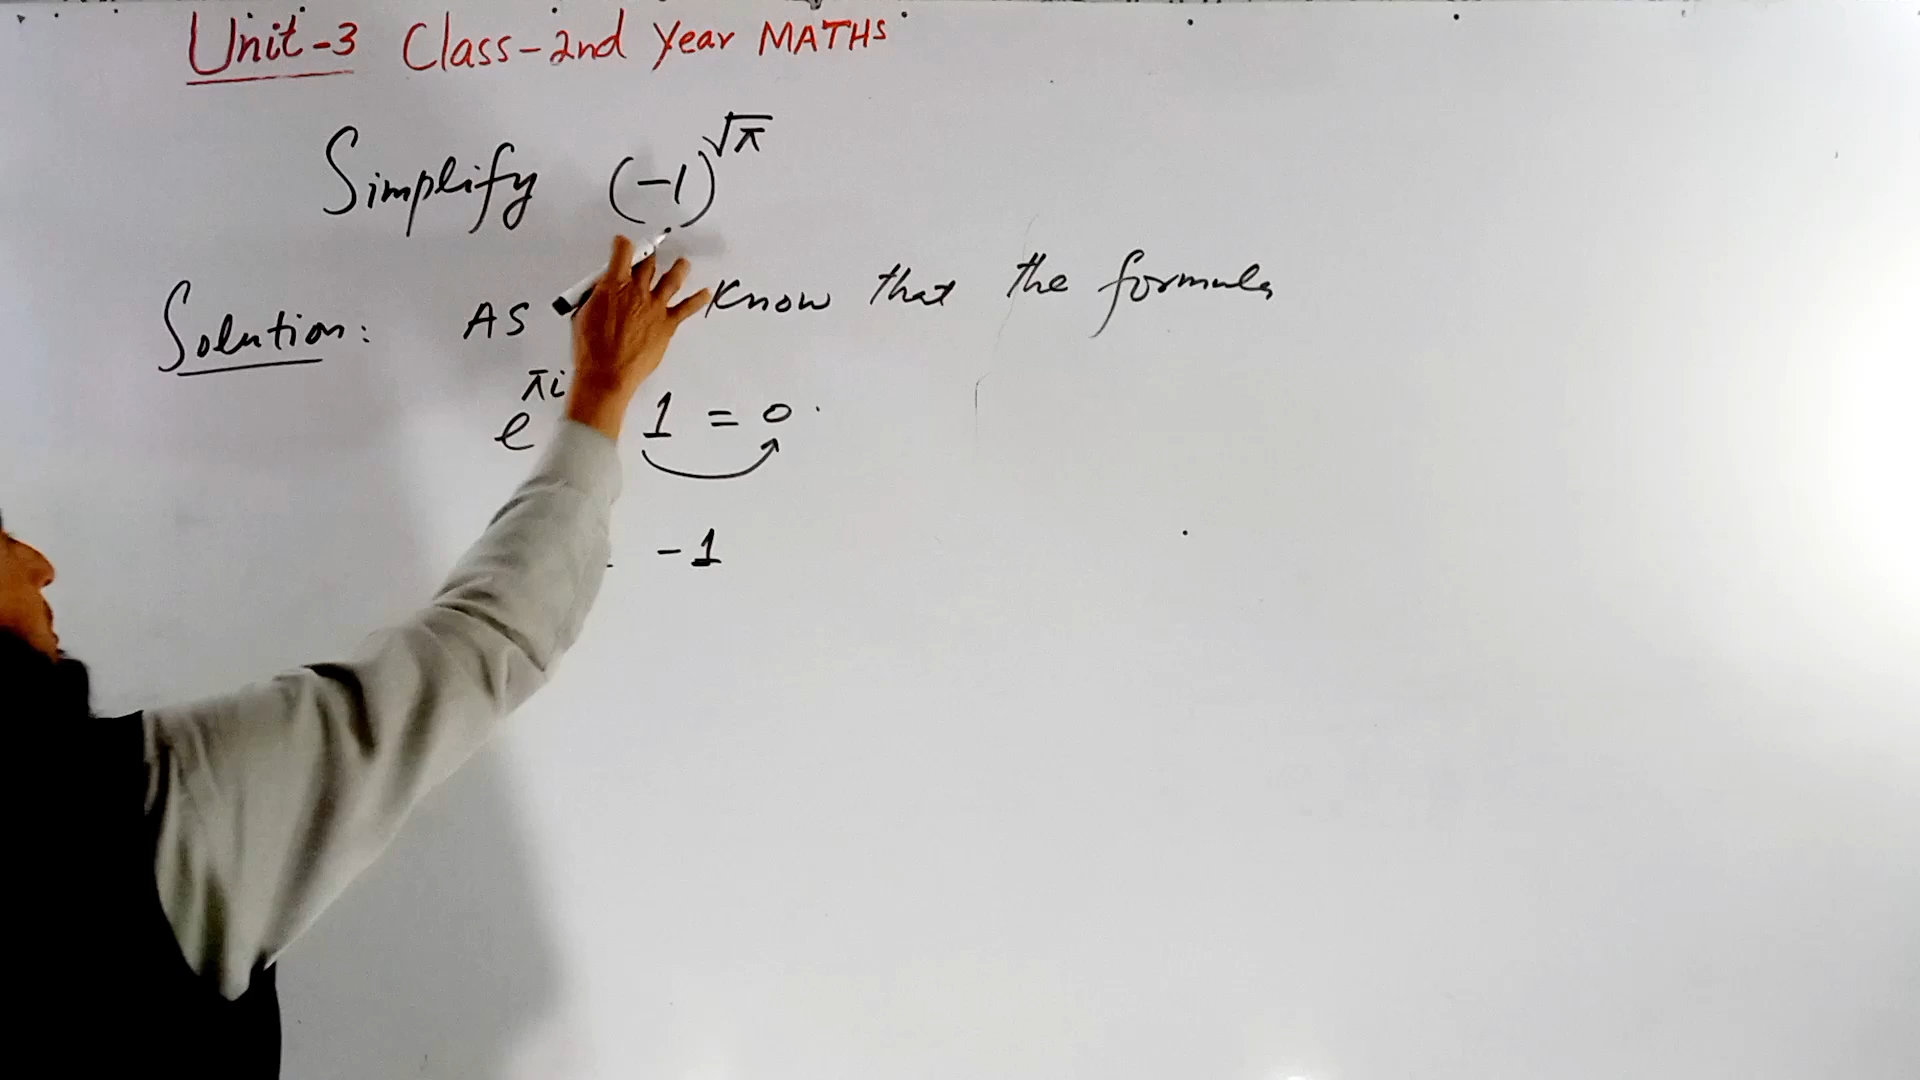 Unit-3 Class-2nd Year MATHS
Simplify (-1)^√π
Solution: As know that the formula
e^πi 1 = 0
-1